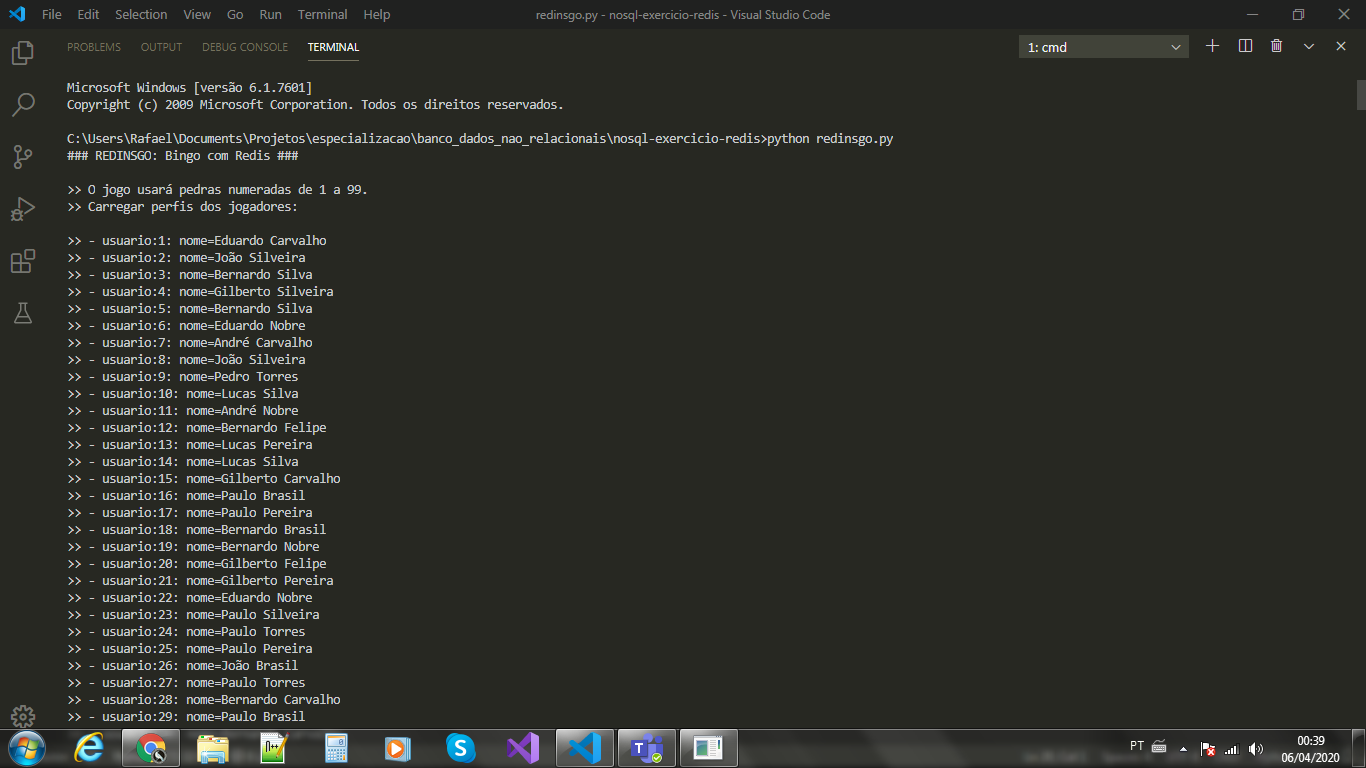 File Edit Selection View Go Run Terminal Help redinsgo.py - nosql-exercicio-redis - Visual Studio Code
PROBLEMS OUTPUT DEBUG CONSOLE TERMINAL 1: cmd
Microsoft Windows [versão 6.1.7601]
Copyright (c) 2009 Microsoft Corporation. Todos os direitos reservados.
C:\Users\Rafael\Documents\Projetos\especializacao\banco_dados_nao_relacionais\nosql-exercicio-redis>python redinsgo.py
### REDINSGO: Bingo com Redis ###
>> O jogo usará pedras numeradas de 1 a 99.
>> Carregar perfis dos jogadores:
>> - usuario:1: nome=Eduardo Carvalho
>> - usuario:2: nome=João Silveira
>> - usuario:3: nome=Bernardo Silva
>> - usuario:4: nome=Gilberto Silveira
>> - usuario:5: nome=Bernardo Silva
>> - usuario:6: nome=Eduardo Nobre
>> - usuario:7: nome=André Carvalho
>> - usuario:8: nome=João Silveira
>> - usuario:9: nome=Pedro Torres
>> - usuario:10: nome=Lucas Silva
>> - usuario:11: nome=André Nobre
>> - usuario:12: nome=Bernardo Felipe
>> - usuario:13: nome=Lucas Pereira
>> - usuario:14: nome=Lucas Silva
>> - usuario:15: nome=Gilberto Carvalho
>> - usuario:16: nome=Paulo Brasil
>> - usuario:17: nome=Paulo Pereira
>> - usuario:18: nome=Bernardo Brasil
>> - usuario:19: nome=Bernardo Nobre
>> - usuario:20: nome=Gilberto Felipe
>> - usuario:21: nome=Gilberto Pereira
>> - usuario:22: nome=Eduardo Nobre
>> - usuario:23: nome=Paulo Silveira
>> - usuario:24: nome=Paulo Torres
>> - usuario:25: nome=Paulo Pereira
>> - usuario:26: nome=João Brasil
>> - usuario:27: nome=Paulo Torres
>> - usuario:28: nome=Bernardo Carvalho
>> - usuario:29: nome=Paulo Brasil
PT 00:39
06/04/2020